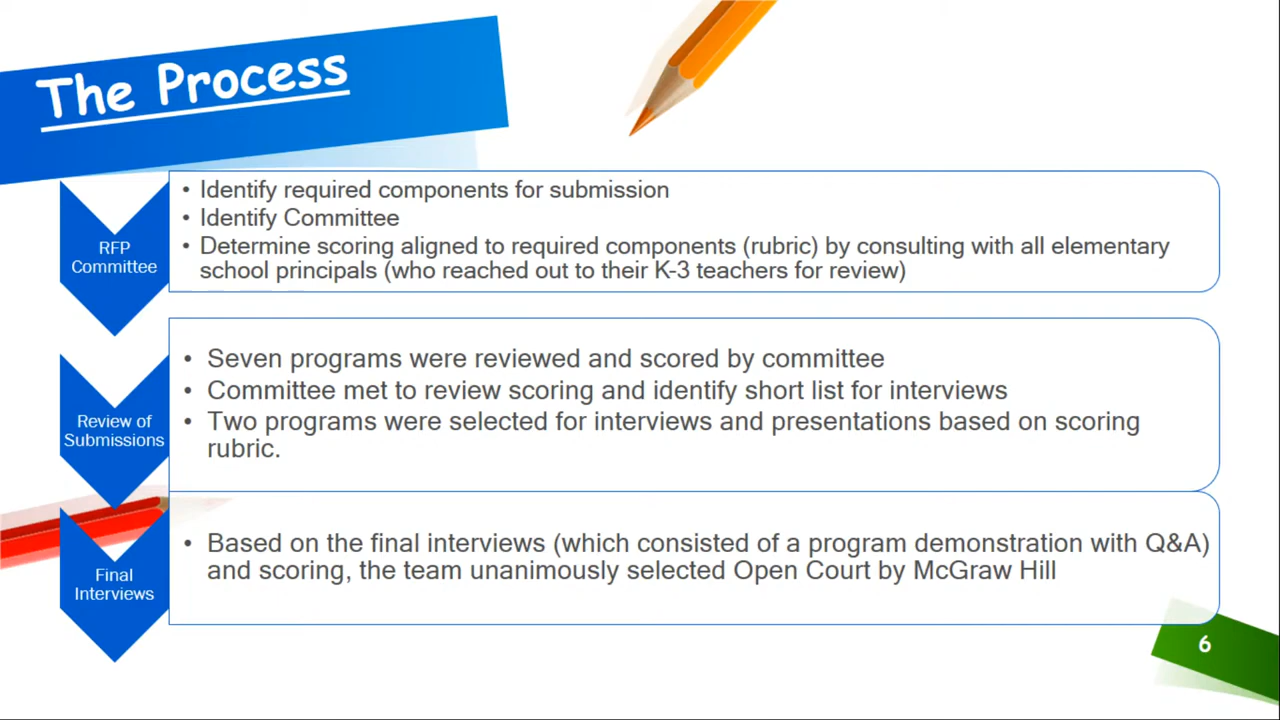 The Process
RFP
Committee
• Identify required components for submission
• Identify Committee
• Determine scoring aligned to required components (rubric) by consulting with all elementary
school principals (who reached out to their K-3 teachers for review)
Review of
Submissions
• Seven programs were reviewed and scored by committee
• Committee met to review scoring and identify short list for interviews
• Two programs were selected for interviews and presentations based on scoring
rubric.
Final
Interviews
• Based on the final interviews (which consisted of a program demonstration with Q&A)
and scoring, the team unanimously selected Open Court by McGraw Hill
6